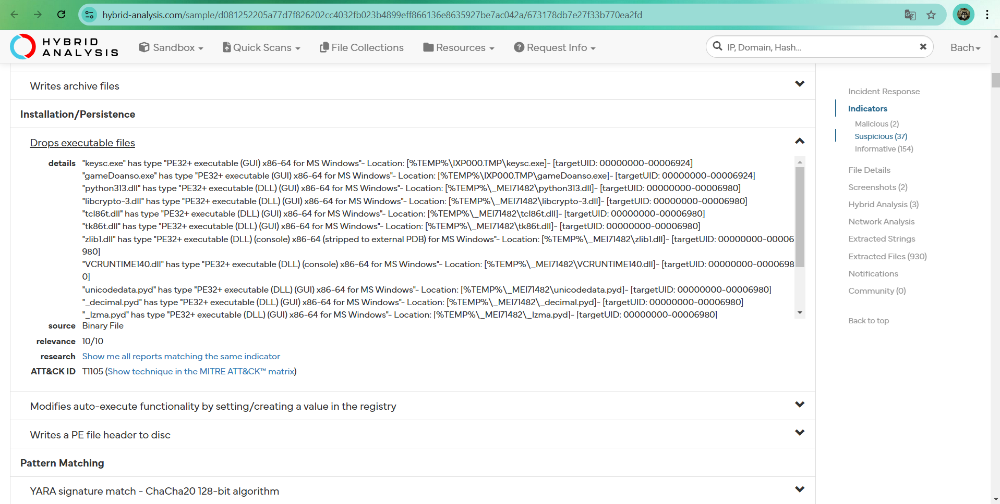 hybrid-analysis.com/sample/d081252205a77d7f826202cc4032fb023b4899eff866136e8635927be7ac042a/673178db7e27f33b770ea2fd
HYBRID
ANALYSIS
Sandbox
Quick Scans
File Collections
Resources
Request Info
IP, Domain, Hash...
Bach
Writes archive files
Installation/Persistence
Drops executable files
details "keysc.exe" has type "PE32+ executable (GUI) x86-64 for MS Windows"- Location: [%TEMP%\IXP000.TMP\keysc.exe]- [targetUID: 00000000-00006924]
"gameDoanso.exe" has type "PE32+ executable (GUI) x86-64 for MS Windows"- Location: [%TEMP%\IXP000.TMP\gameDoanso.exe]- [targetUID: 00000000-00006924]
"python313.dll" has type "PE32+ executable (DLL) (GUI) x86-64 for MS Windows"- Location: [%TEMP%\_MEI71482\python313.dll]- [targetUID: 00000000-00006980]
"libcrypto-3.dll" has type "PE32+ executable (DLL) (GUI) x86-64 for MS Windows"- Location: [%TEMP%\_MEI71482\libcrypto-3.dll]- [targetUID: 00000000-00006980]
"tcl86t.dll" has type "PE32+ executable (DLL) (GUI) x86-64 for MS Windows"- Location: [%TEMP%\_MEI71482\tcl86t.dll]- [targetUID: 00000000-00006980]
"tk86t.dll" has type "PE32+ executable (DLL) (GUI) x86-64 for MS Windows"- Location: [%TEMP%\_MEI71482\tk86t.dll]- [targetUID: 00000000-00006980]
"zlib1.dll" has type "PE32+ executable (DLL) (console) x86-64 (stripped to external PDB) for MS Windows"- Location: [%TEMP%\_MEI71482\zlib1.dll]- [targetUID: 00000000-00006
980]
"VCRUNTIME140.dll" has type "PE32+ executable (DLL) (console) x86-64 for MS Windows"- Location: [%TEMP%\_MEI71482\VCRUNTIME140.dll]- [targetUID: 00000000-0000698
0]
"unicodedata.pyd" has type "PE32+ executable (DLL) (GUI) x86-64 for MS Windows"- Location: [%TEMP%\_MEI71482\unicodedata.pyd]- [targetUID: 00000000-00006980]
"_decimal.pyd" has type "PE32+ executable (DLL) (GUI) x86-64 for MS Windows"- Location: [%TEMP%\_MEI71482\_decimal.pyd]- [targetUID: 00000000-00006980]
"_lzma.pyd" has type "PE32+ executable (DLL) (GUI) x86-64 for MS Windows"- Location: [%TEMP%\_MEI71482\_lzma.pyd]- [targetUID: 00000000-00006980]
source Binary File
relevance 10/10
research Show me all reports matching the same indicator
ATT&CK ID T1105 (Show technique in the MITRE ATT&CK™ matrix)
Modifies auto-execute functionality by setting/creating a value in the registry
Writes a PE file header to disc
Pattern Matching
YARA signature match - ChaCha20 128-bit algorithm
Incident Response
Indicators
Malicious (2)
Suspicious (37)
Informative (154)
File Details
Screenshots (2)
Hybrid Analysis (3)
Network Analysis
Extracted Strings
Extracted Files (930)
Notifications
Community (0)
Back to top